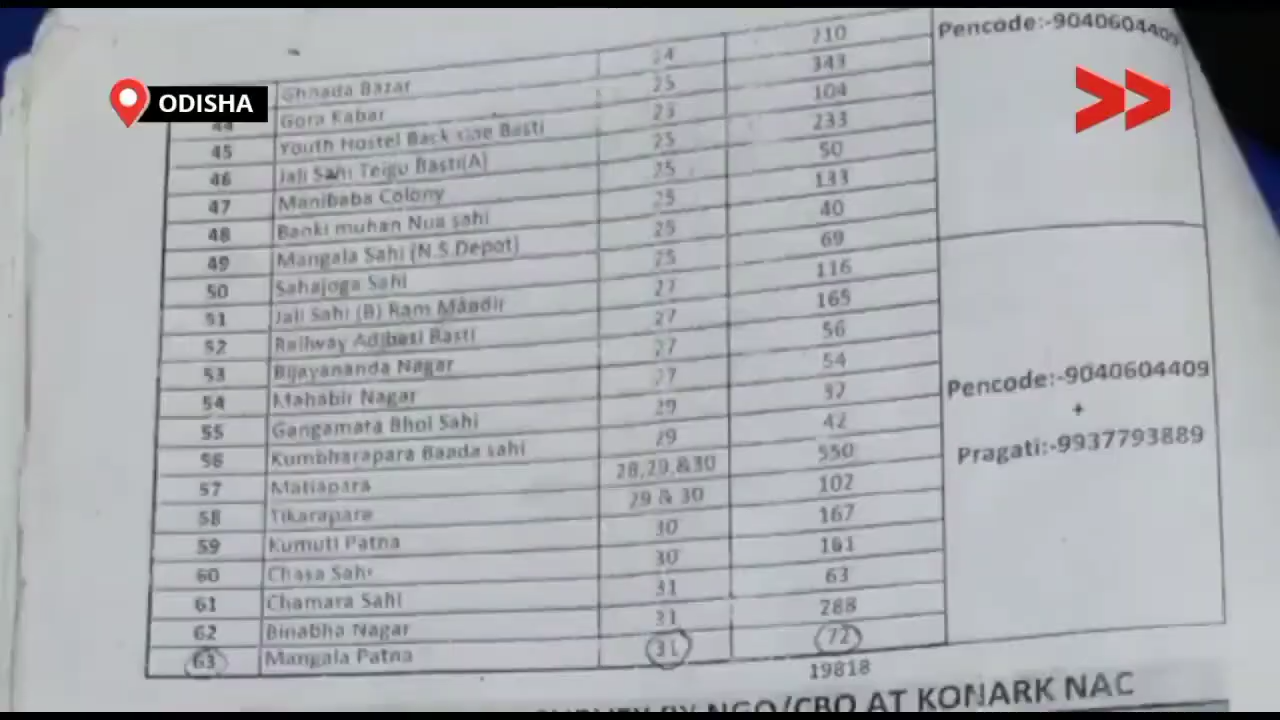 ODISHA
Bazar 24 210
Pencode:-9040604409
44 Gora Kabar 25 343
45 Youth Hostel Back side Basti 23 104
46 Jali Sahi Teigu Basti(A) 25 233
47 Manibaba Colony 25 50
48 Banki muhan Nua sahi 25 133
49 Mangala Sahi (N.S.Depot) 25 40
50 Sahajoga Sahi 25 69
51 Jali Sahi (B) Ram Mandir 27 116
52 Railway Adibasi Basti 27 165
53 Bijayananda Nagar 27 56
54 Mahabir Nagar 27 54
55 Gangamara Bhol Sahi 29 32
56 Kumbharapara Baada sahi 29 42
57 Matiapara 28,29,&30 550
58 Tikarapara 29 & 30 102
59 Kumuti Patna 30 167
60 Chasa Sahi 30 161
61 Chamara Sahi 31 63
62 Binabha Nagar 31 288
63 Mangala Patna 31 72
Pencode:-9040604409
+
Pragati:-9937793889
19818
BY NGO/CBO AT KONARK NAC